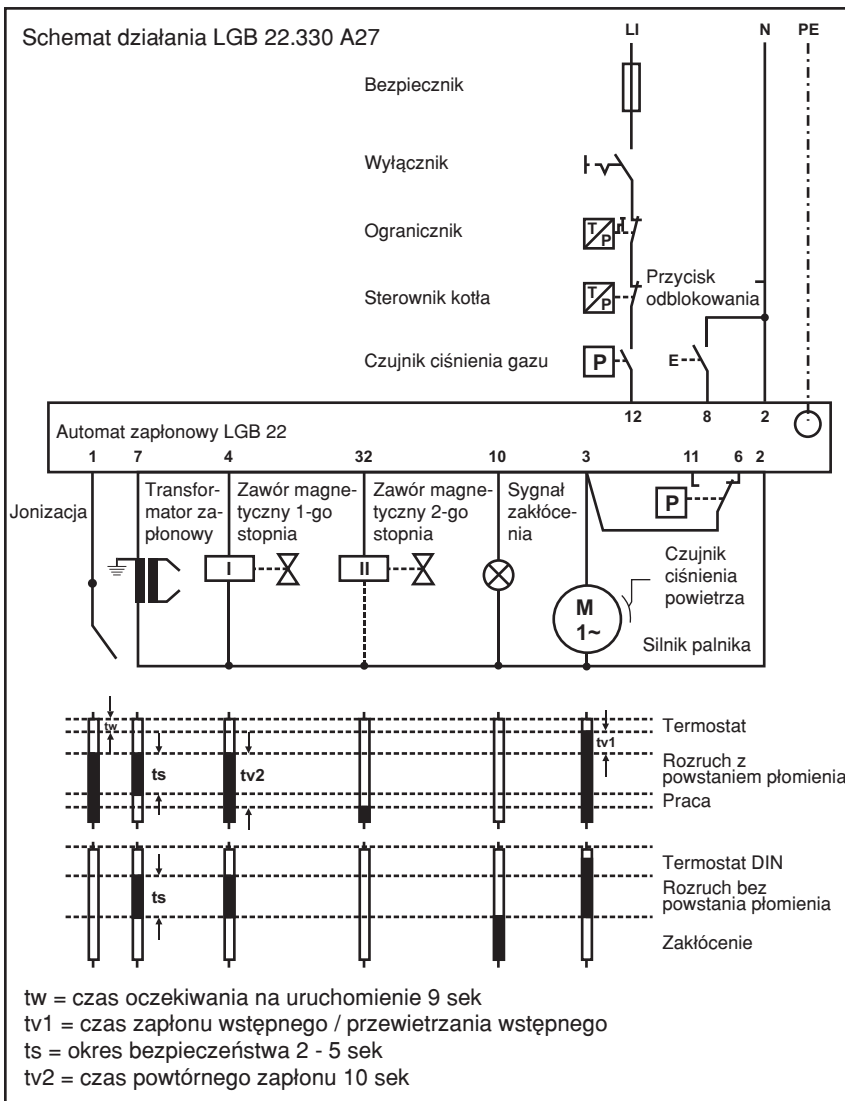 Schemat działania LGB 22.330 A27
LI N PE
Bezpiecznik
Wyłącznik
Ogranicznik
T/P
Sterownik kotła
T/P
Przycisk
odblokowania
Czujnik ciśnienia gazu
P
E
12 8 2
Automat zapłonowy LGB 22
1 7 4 32 10 3 11 6 2
Jonizacja
Transfor-
mator za-
płonowy
Zawór magne-
tyczny 1-go
stopnia
Zawór magne-
tyczny 2-go
stopnia
Sygnał
zakłóce-
nia
P
I
II
M
1~
Czujnik
ciśnienia
powietrza
Silnik palnika
tw
ts
tv2
tv1
Termostat
Rozruch z
powstaniem płomienia
Praca
ts
Termostat DIN
Rozruch bez
powstania płomienia
Zakłócenie
tw = czas oczekiwania na uruchomienie 9 sek
tv1 = czas zapłonu wstępnego / przewietrzania wstępnego
ts = okres bezpieczeństwa 2 - 5 sek
tv2 = czas powtórnego zapłonu 10 sek